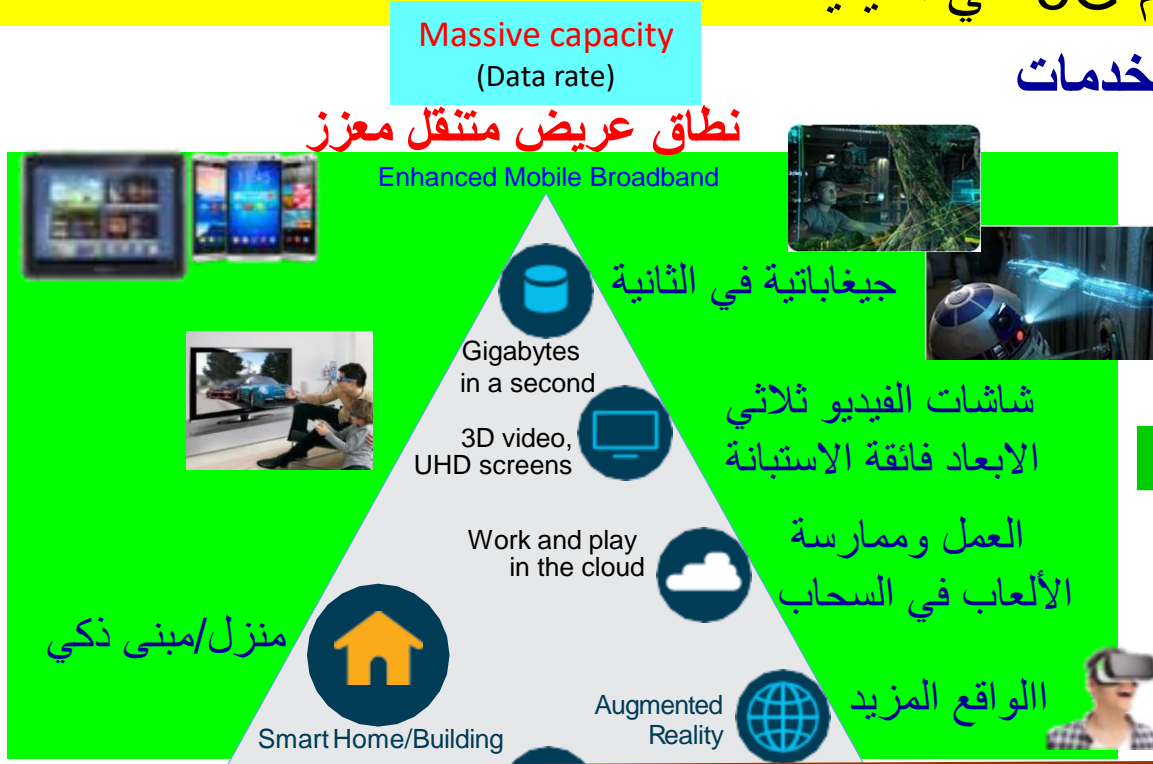 Massive capacity
(Data rate)
خدمات
نطاق عريض متنقل معزز
Enhanced Mobile Broadband
جيغاباتية في الثانية
Gigabytes
in a second
شاشات الفيديو ثلاثي
الابعاد فائقة الاستبانة
3D video,
UHD screens
العمل وممارسة
الألعاب في السحاب
Work and play
in the cloud
منزل/مبنى ذكي
Smart Home/Building
االواقع المزيد
Augmented
Reality